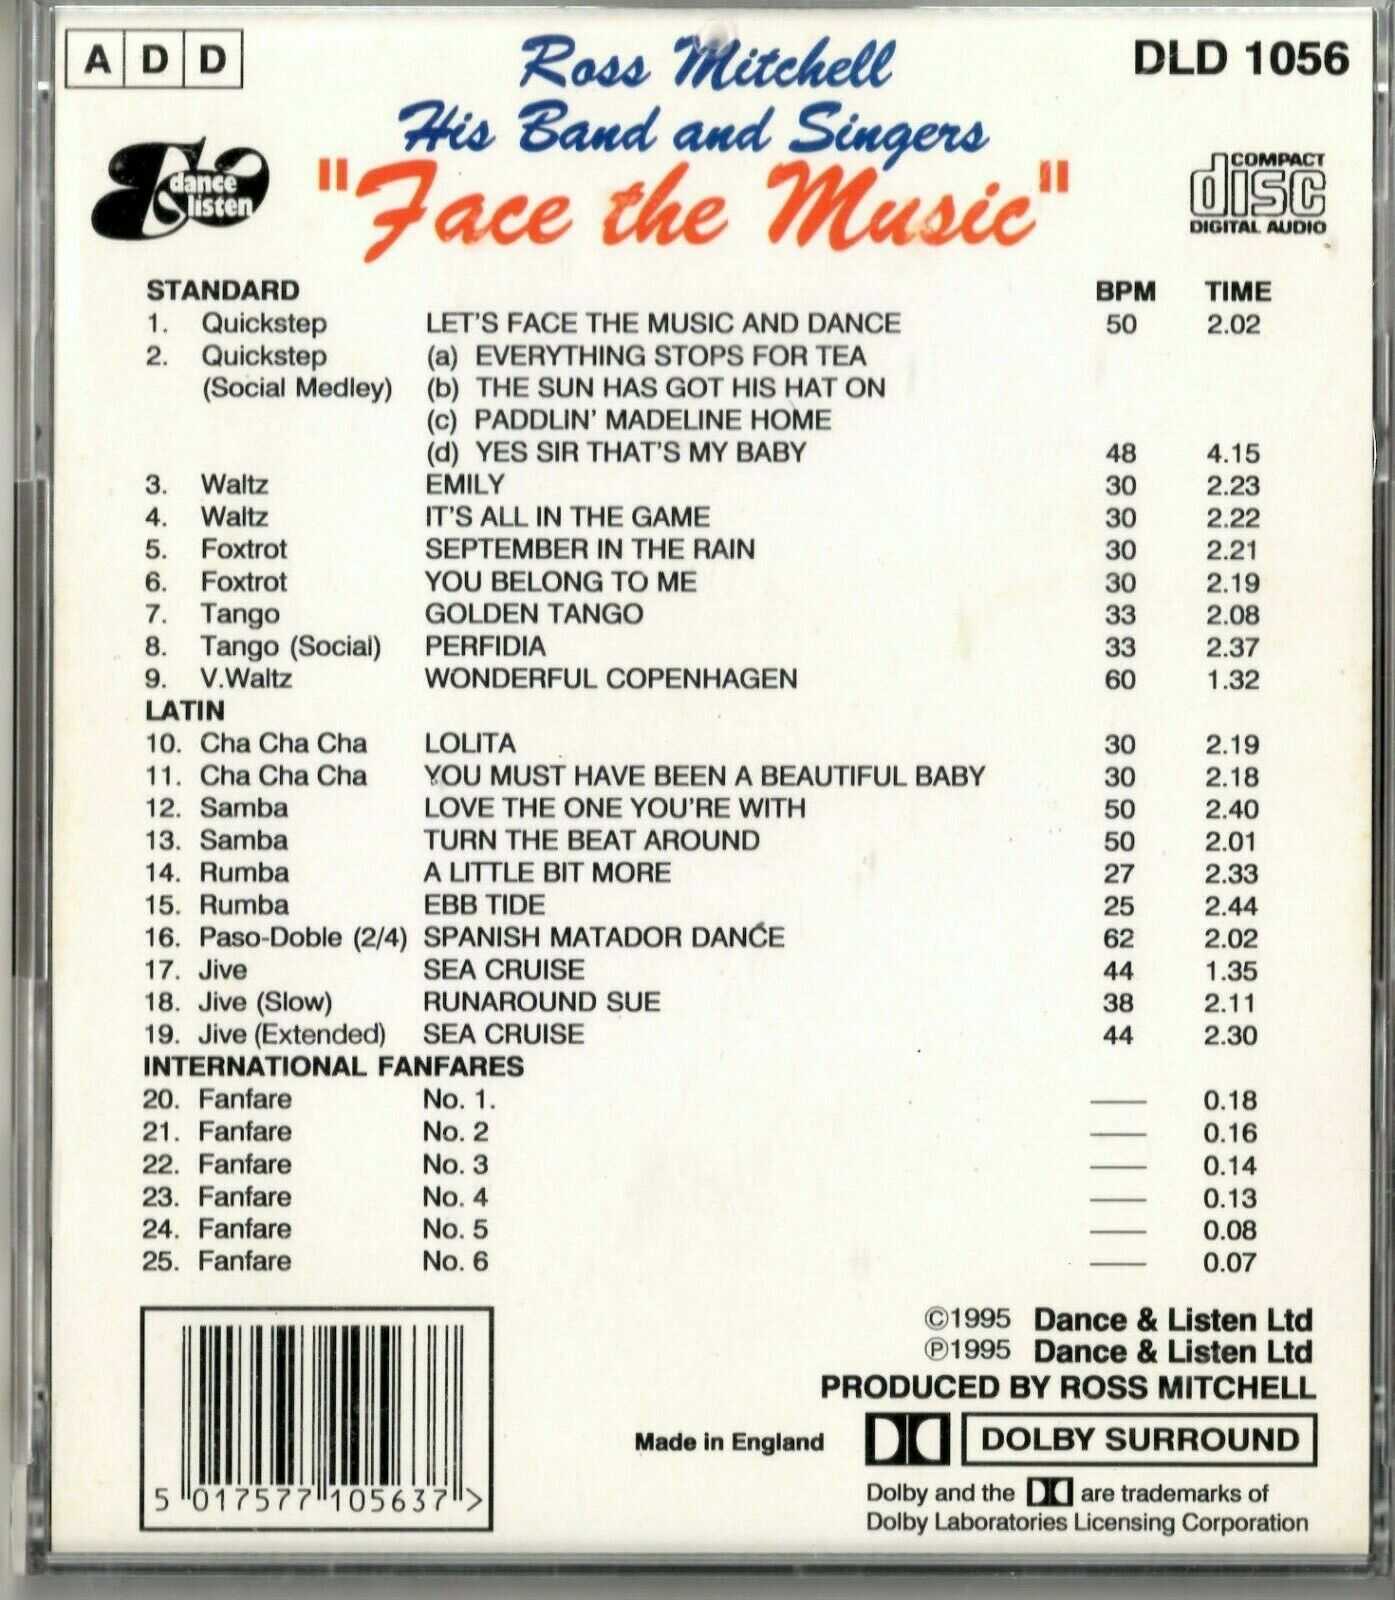 A D D
Ross Mitchell
DLD 1056
His Band and Singers
dance
& listen
"Face the Music"
COMPACT
disc
DIGITAL AUDIO
STANDARD BPM TIME
1. Quickstep LET'S FACE THE MUSIC AND DANCE 50 2.02
2. Quickstep (a) EVERYTHING STOPS FOR TEA
(Social Medley) (b) THE SUN HAS GOT HIS HAT ON
(c) PADDLIN' MADELINE HOME
(d) YES SIR THAT'S MY BABY 48 4.15
3. Waltz EMILY 30 2.23
4. Waltz IT'S ALL IN THE GAME 30 2.22
5. Foxtrot SEPTEMBER IN THE RAIN 30 2.21
6. Foxtrot YOU BELONG TO ME 30 2.19
7. Tango GOLDEN TANGO 33 2.08
8. Tango (Social) PERFIDIA 33 2.37
9. V.Waltz WONDERFUL COPENHAGEN 60 1.32
LATIN
10. Cha Cha Cha LOLITA 30 2.19
11. Cha Cha Cha YOU MUST HAVE BEEN A BEAUTIFUL BABY 30 2.18
12. Samba LOVE THE ONE YOU'RE WITH 50 2.40
13. Samba TURN THE BEAT AROUND 50 2.01
14. Rumba A LITTLE BIT MORE 27 2.33
15. Rumba EBB TIDE 25 2.44
16. Paso-Doble (2/4) SPANISH MATADOR DANCE 62 2.02
17. Jive SEA CRUISE 44 1.35
18. Jive (Slow) RUNAROUND SUE 38 2.11
19. Jive (Extended) SEA CRUISE 44 2.30
INTERNATIONAL FANFARES
20. Fanfare No. 1. — 0.18
21. Fanfare No. 2 — 0.16
22. Fanfare No. 3 — 0.14
23. Fanfare No. 4 — 0.13
24. Fanfare No. 5 — 0.08
25. Fanfare No. 6 — 0.07
©1995 Dance & Listen Ltd
℗1995 Dance & Listen Ltd
PRODUCED BY ROSS MITCHELL
Made in England DOLBY SURROUND
5 017577 105637 >
Dolby and the are trademarks of
Dolby Laboratories Licensing Corporation